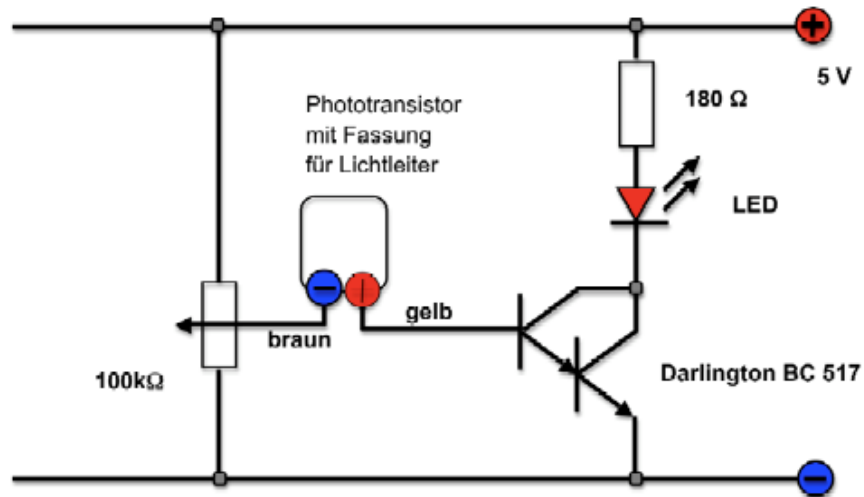 +
5 V
180 Ω
Phototransistor
mit Fassung
für Lichtleiter
LED
gelb
braun
100kΩ
Darlington BC 517